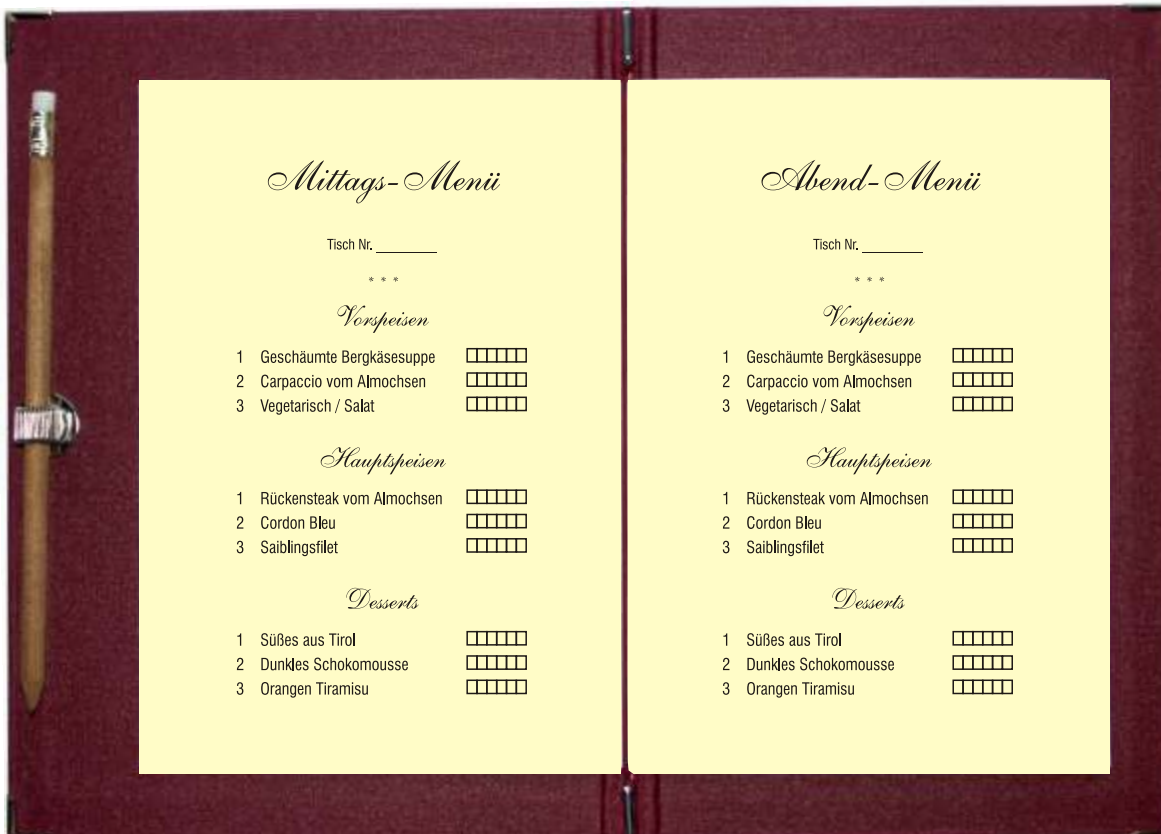 Mittags-Menü
Tisch Nr.
* * *
Vorspeisen
1 Geschäumte Bergkäsesuppe
2 Carpaccio vom Almochsen
3 Vegetarisch / Salat
Hauptspeisen
1 Rückensteak vom Almochsen
2 Cordon Bleu
3 Saiblingsfilet
Desserts
1 Süßes aus Tirol
2 Dunkles Schokomousse
3 Orangen Tiramisu
Abend-Menü
Tisch Nr.
* * *
Vorspeisen
1 Geschäumte Bergkäsesuppe
2 Carpaccio vom Almochsen
3 Vegetarisch / Salat
Hauptspeisen
1 Rückensteak vom Almochsen
2 Cordon Bleu
3 Saiblingsfilet
Desserts
1 Süßes aus Tirol
2 Dunkles Schokomousse
3 Orangen Tiramisu